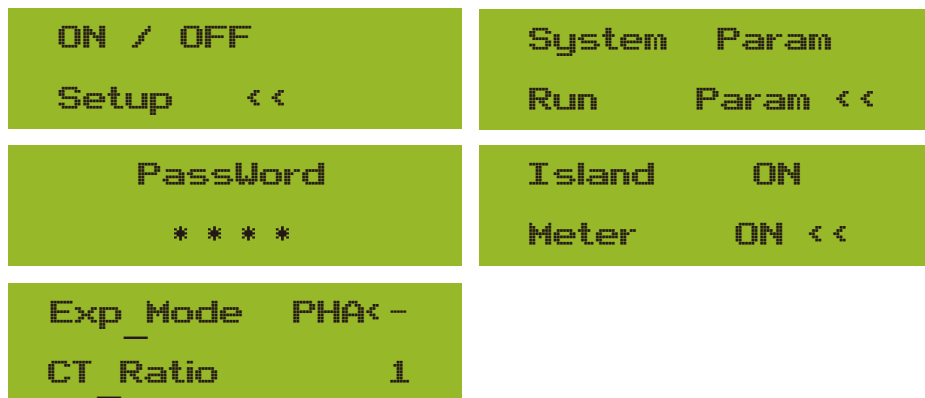 ON / OFF
Setup <<
System Param
Run Param <<
PassWord
* * * *
Island ON
Meter ON <<
Exp_Mode PHA<-
CT_Ratio 1